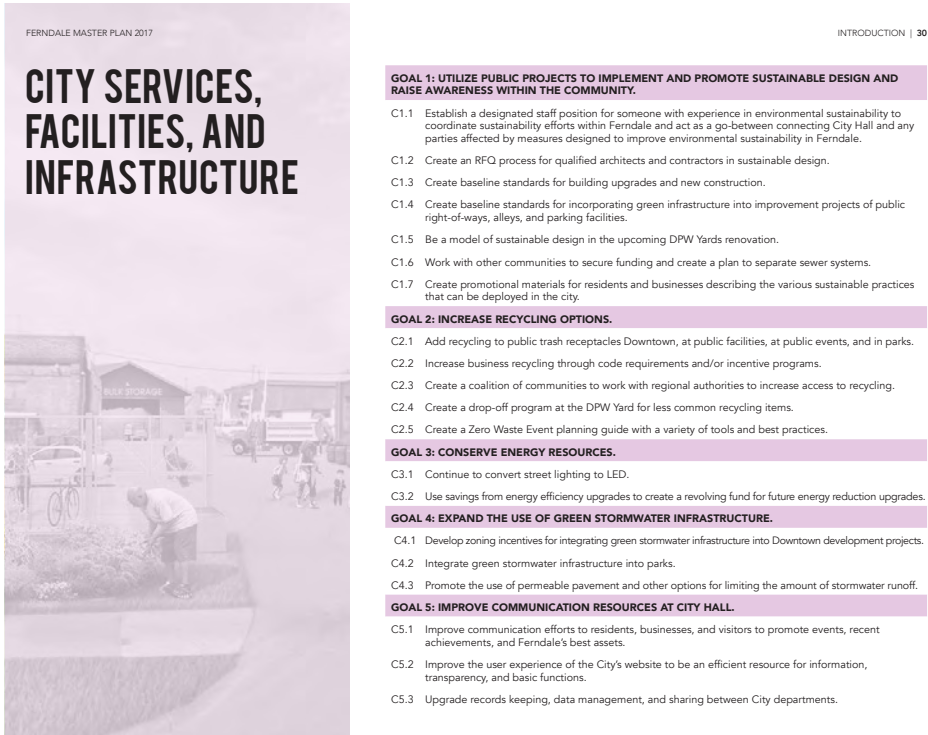 FERNDALE MASTER PLAN 2017
INTRODUCTION | 30
CITY SERVICES,
FACILITIES, AND
INFRASTRUCTURE
BULK STORAGE
GOAL 1: UTILIZE PUBLIC PROJECTS TO IMPLEMENT AND PROMOTE SUSTAINABLE DESIGN AND
RAISE AWARENESS WITHIN THE COMMUNITY.
C1.1 Establish a designated staff position for someone with experience in environmental sustainability to
coordinate sustainability efforts within Ferndale and act as a go-between connecting City Hall and any
parties affected by measures designed to improve environmental sustainability in Ferndale.
C1.2 Create an RFQ process for qualified architects and contractors in sustainable design.
C1.3 Create baseline standards for building upgrades and new construction.
C1.4 Create baseline standards for incorporating green infrastructure into improvement projects of public
right-of-ways, alleys, and parking facilities.
C1.5 Be a model of sustainable design in the upcoming DPW Yards renovation.
C1.6 Work with other communities to secure funding and create a plan to separate sewer systems.
C1.7 Create promotional materials for residents and businesses describing the various sustainable practices
that can be deployed in the city.
GOAL 2: INCREASE RECYCLING OPTIONS.
C2.1 Add recycling to public trash receptacles Downtown, at public facilities, at public events, and in parks.
C2.2 Increase business recycling through code requirements and/or incentive programs.
C2.3 Create a coalition of communities to work with regional authorities to increase access to recycling.
C2.4 Create a drop-off program at the DPW Yard for less common recycling items.
C2.5 Create a Zero Waste Event planning guide with a variety of tools and best practices.
GOAL 3: CONSERVE ENERGY RESOURCES.
C3.1 Continue to convert street lighting to LED.
C3.2 Use savings from energy efficiency upgrades to create a revolving fund for future energy reduction upgrades.
GOAL 4: EXPAND THE USE OF GREEN STORMWATER INFRASTRUCTURE.
C4.1 Develop zoning incentives for integrating green stormwater infrastructure into Downtown development projects.
C4.2 Integrate green stormwater infrastructure into parks.
C4.3 Promote the use of permeable pavement and other options for limiting the amount of stormwater runoff.
GOAL 5: IMPROVE COMMUNICATION RESOURCES AT CITY HALL.
C5.1 Improve communication efforts to residents, businesses, and visitors to promote events, recent
achievements, and Ferndale's best assets.
C5.2 Improve the user experience of the City's website to be an efficient resource for information,
transparency, and basic functions.
C5.3 Upgrade records keeping, data management, and sharing between City departments.